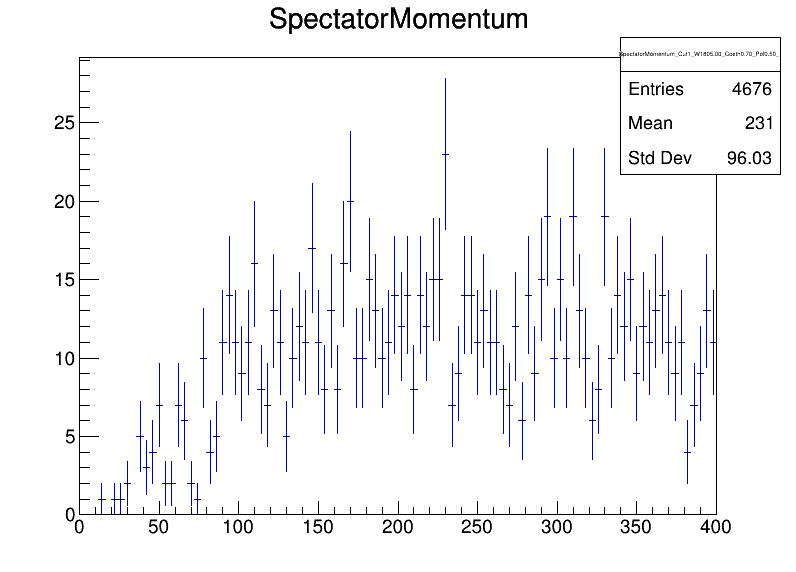 SpectatorMomentum
SpectatorMomentum_Cut1_W1805.00_Costh0.70_Pol0.50_
Entries 4676
Mean 231
Std Dev 96.03
25
20
15
10
5
0
0 50 100 150 200 250 300 350 400